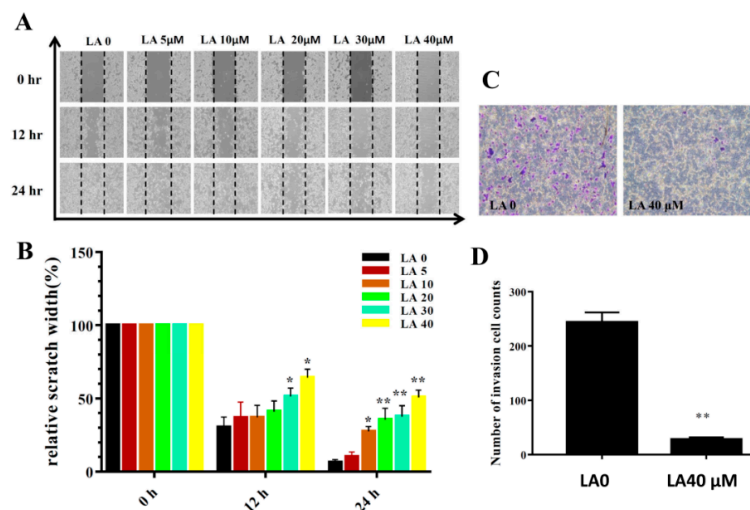 A
LA 0 LA 5μM LA 10μM LA 20μM LA 30μM LA 40μM
0 hr
12 hr
24 hr
C
LA 0
LA 40 μM
B
relative scratch width(%)
150
100
50
0
LA 0
LA 5
LA 10
LA 20
LA 30
LA 40
* *
* ** ** **
0 h 12 h 24 h
D
Number of invasion cell counts
300
200
100
0
**
LA0 LA40 μM